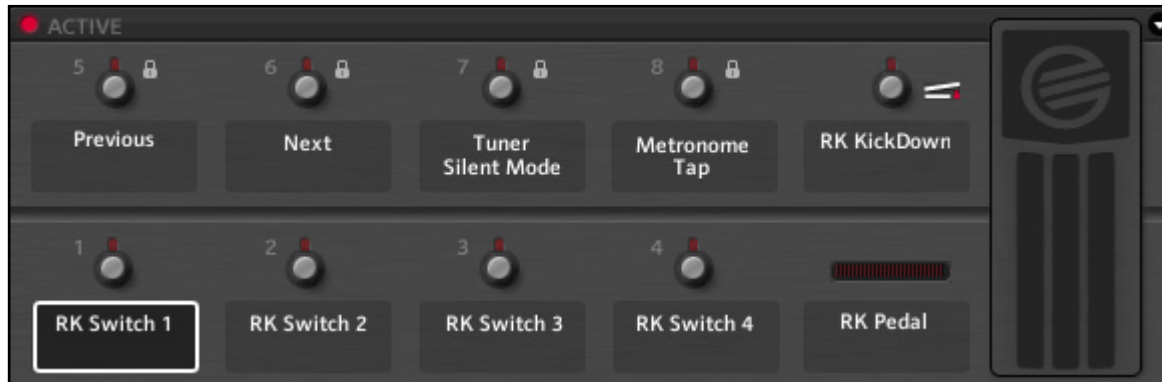 ACTIVE
5
6
7
8
Previous
Next
Tuner
Silent Mode
Metronome
Tap
RK KickDown
1
2
3
4
RK Switch 1
RK Switch 2
RK Switch 3
RK Switch 4
RK Pedal